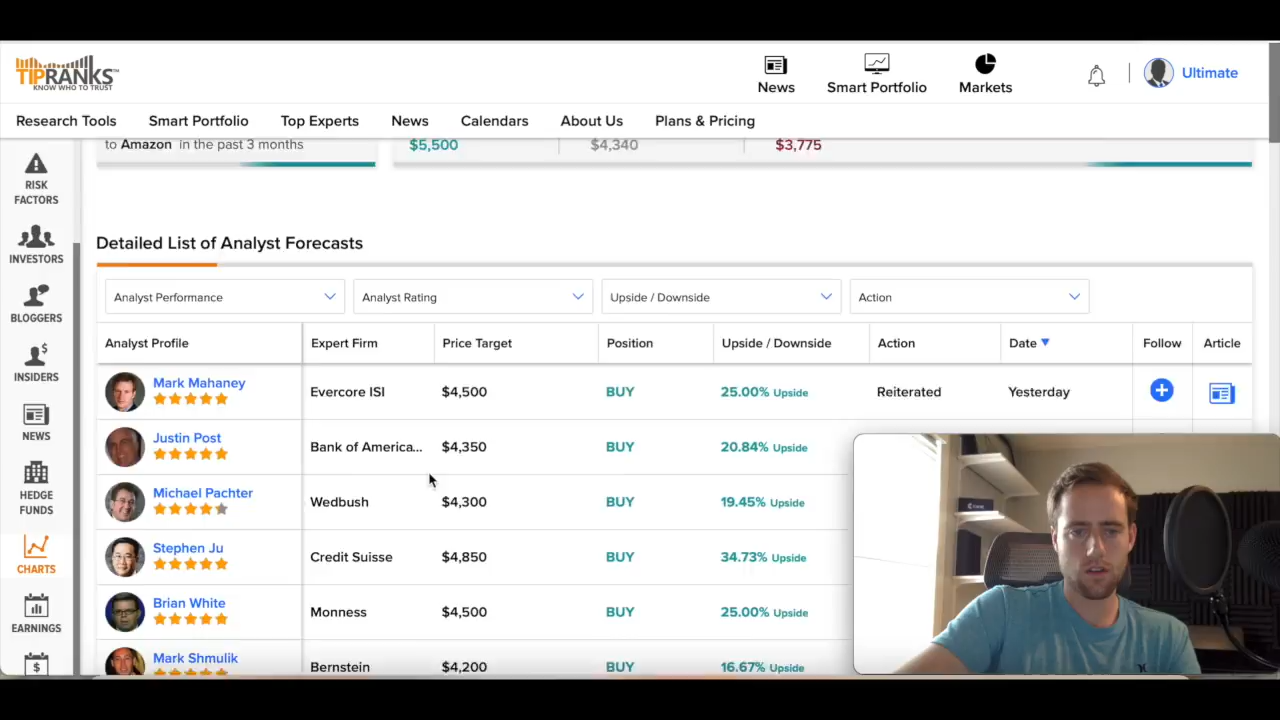 TIPRANKS
KNOW WHO TO TRUST
News
Smart Portfolio
Markets
Ultimate
Research Tools
Smart Portfolio
Top Experts
News
Calendars
About Us
Plans & Pricing
to Amazon in the past 3 months
$5,500
$4,340
$3,775
RISK
FACTORS
INVESTORS
BLOGGERS
INSIDERS
NEWS
HEDGE
FUNDS
CHARTS
EARNINGS
Detailed List of Analyst Forecasts
Analyst Performance
Analyst Rating
Upside / Downside
Action
Analyst Profile Expert Firm Price Target Position Upside / Downside Action Date Follow Article
Mark Mahaney Evercore ISI $4,500 BUY 25.00% Upside Reiterated Yesterday
Justin Post Bank of America... $4,350 BUY 20.84% Upside
Michael Pachter Wedbush $4,300 BUY 19.45% Upside
Stephen Ju Credit Suisse $4,850 BUY 34.73% Upside
Brian White Monness $4,500 BUY 25.00% Upside
Mark Shmulik Bernstein $4,200 BUY 16.67% Upside